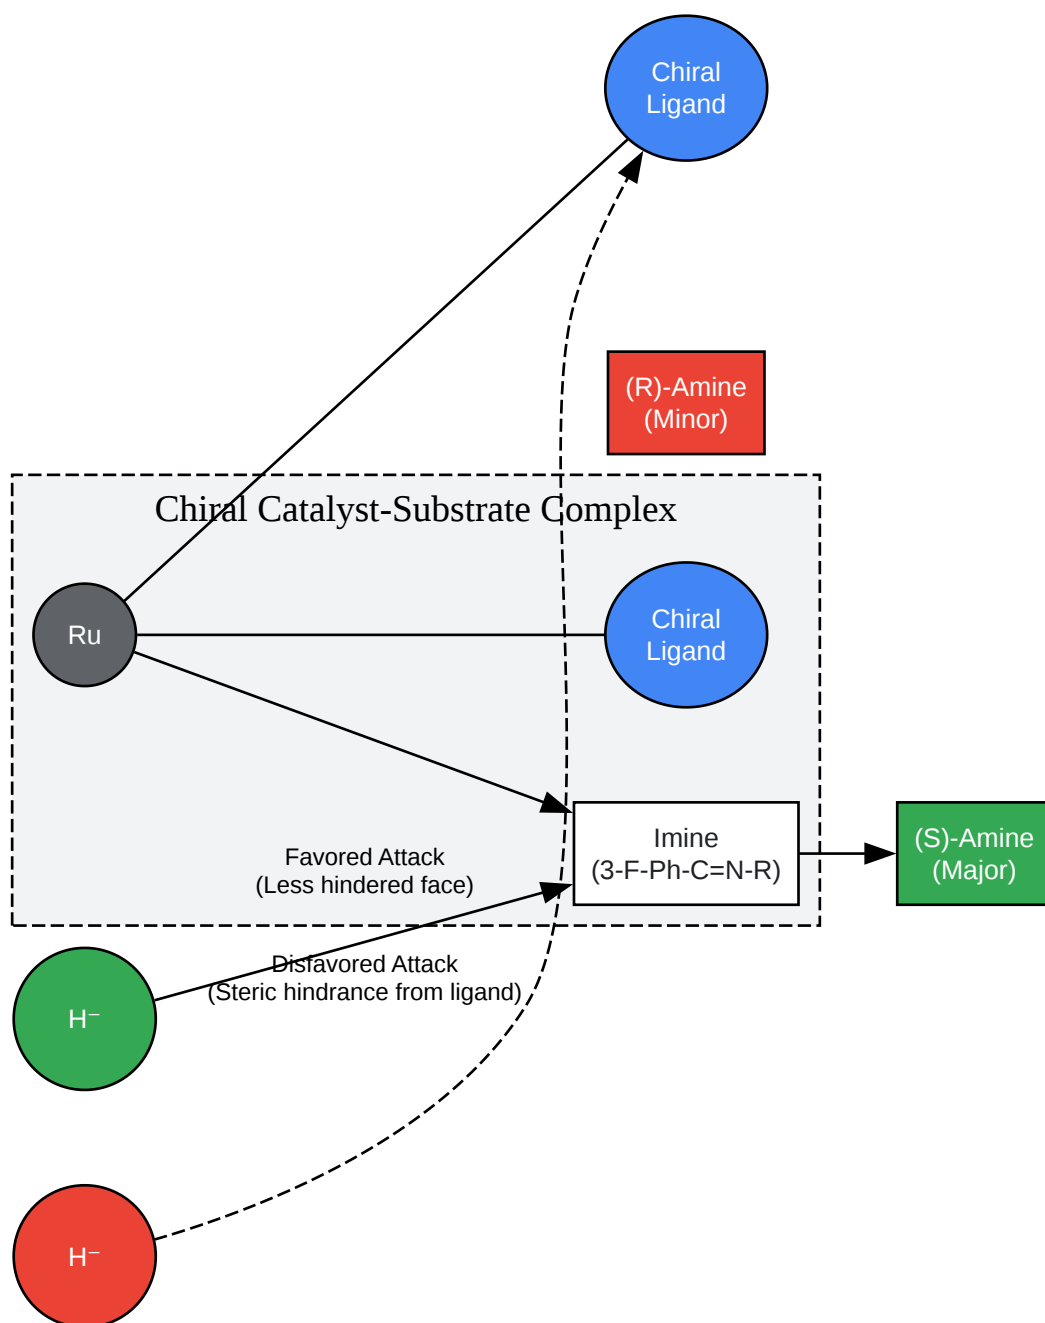 Chiral
Ligand
(R)-Amine
(Minor)
Chiral Catalyst-Substrate Complex
Ru
Chiral
Ligand
Imine
(3-F-Ph-C=N-R)
(S)-Amine
(Major)
Favored Attack
(Less hindered face)
Disfavored Attack
(Steric hindrance from ligand)
H⁻
H⁻